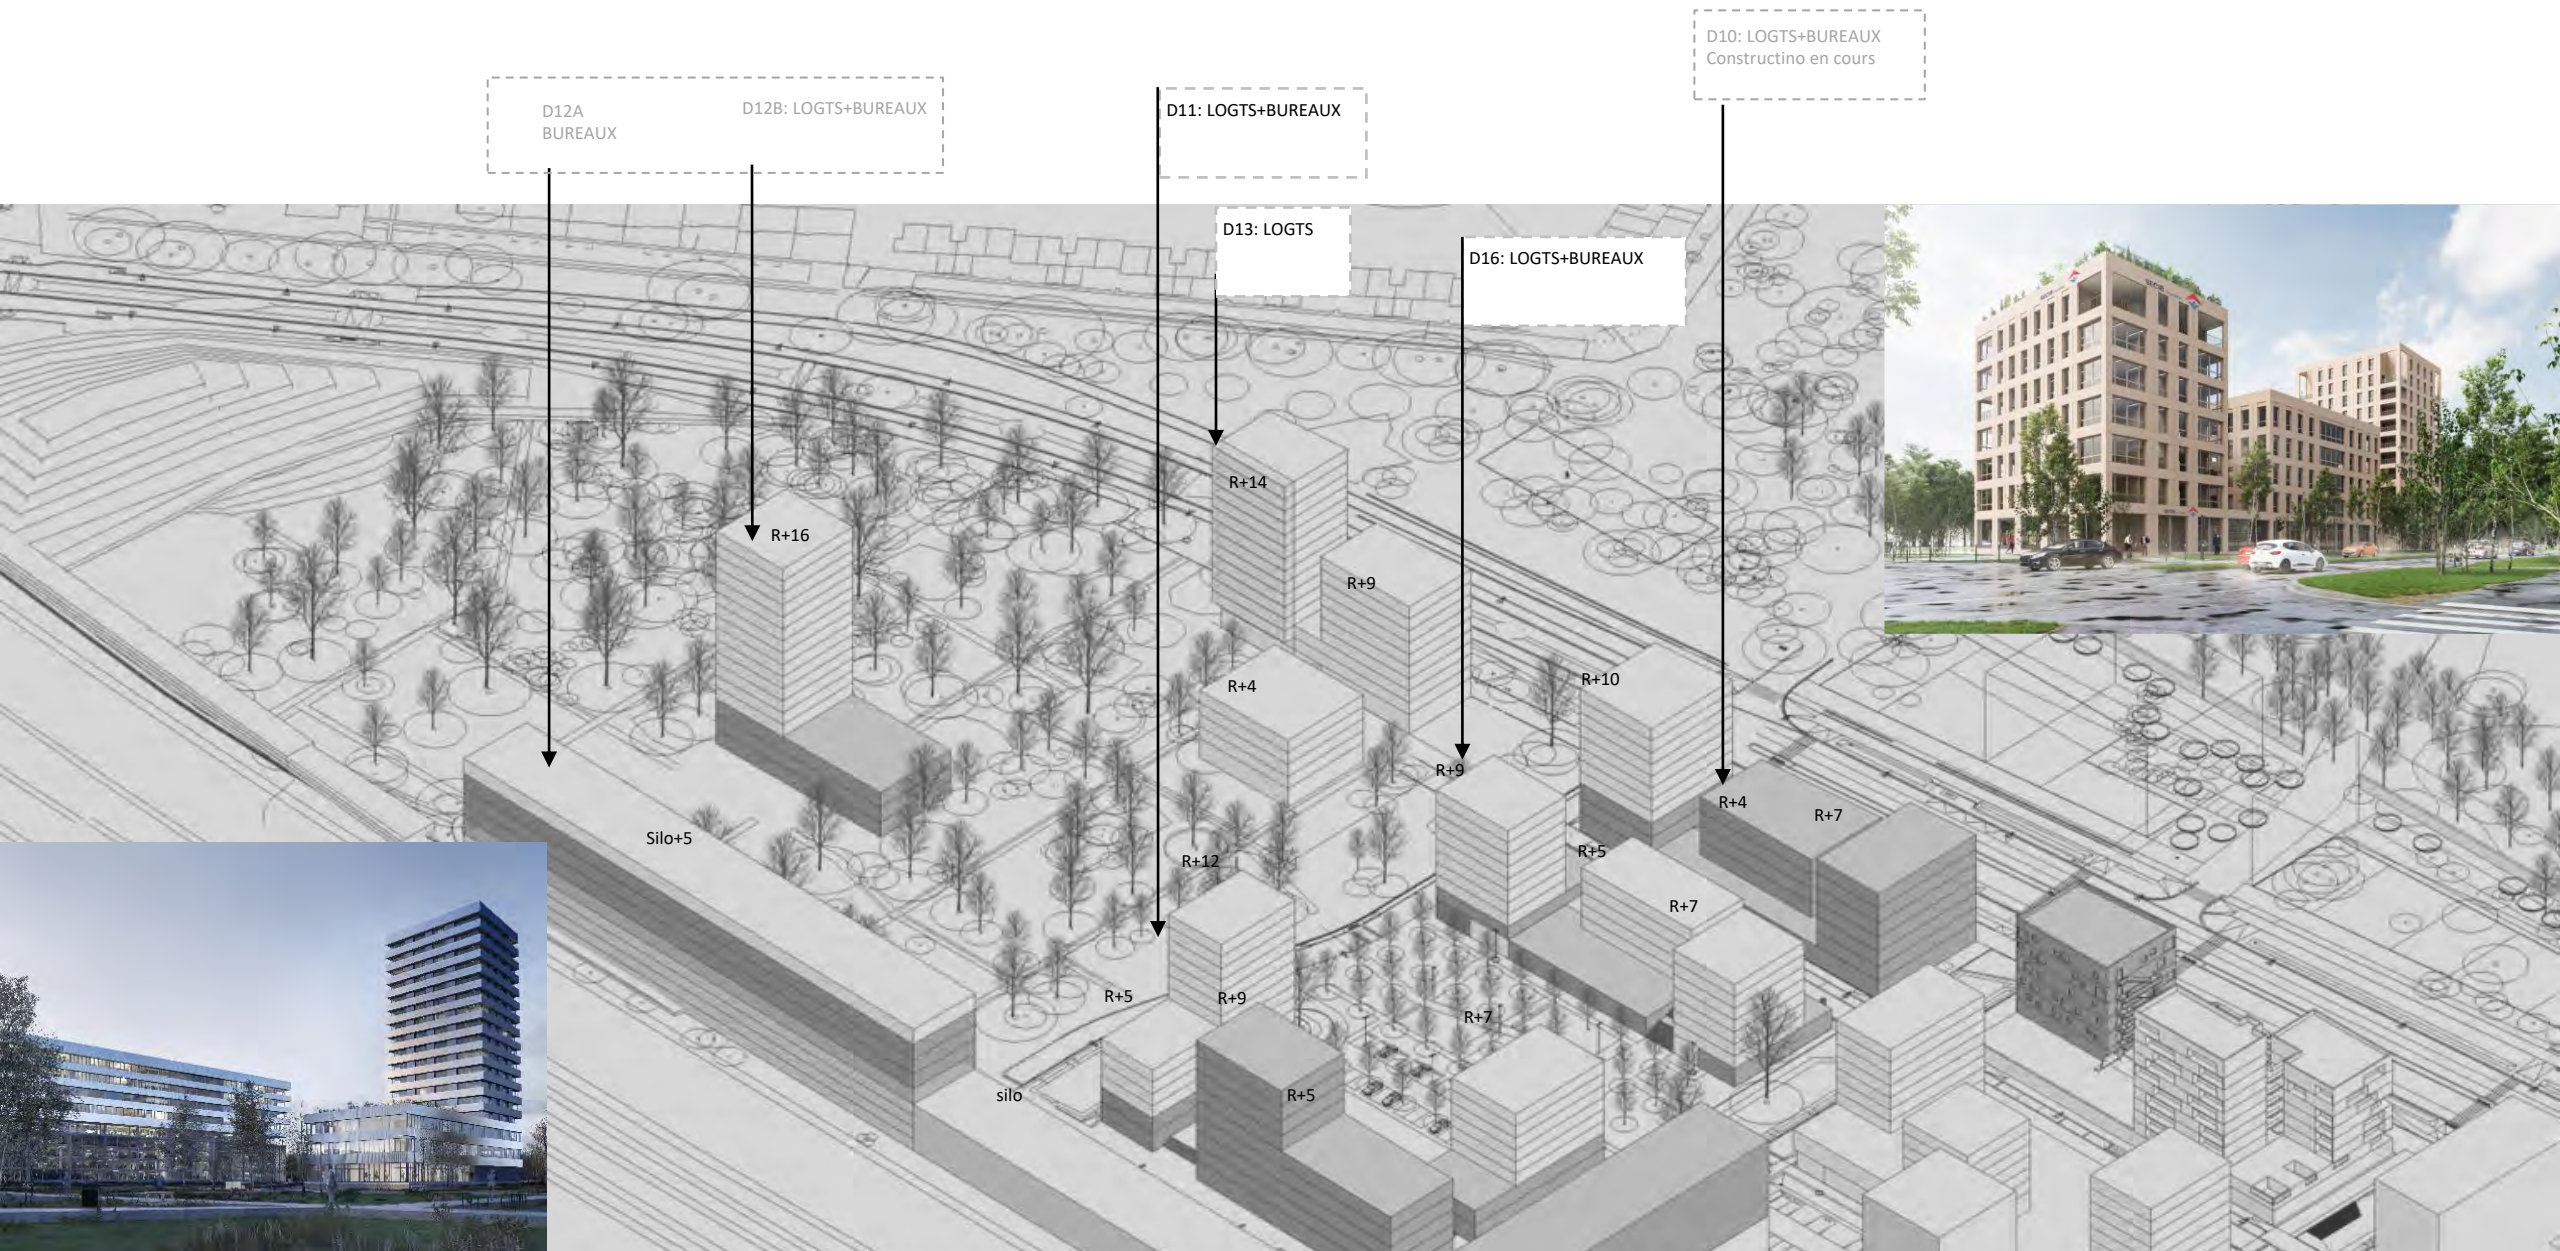 D10: LOGTS+BUREAUX
Constructino en cours
D12A
BUREAUX
D12B: LOGTS+BUREAUX
D11: LOGTS+BUREAUX
D13: LOGTS
D16: LOGTS+BUREAUX
R+14
R+16
R+9
R+4
R+10
R+9
R+4
R+7
Silo+5
R+12
R+5
R+7
R+5
R+9
R+7
silo
R+5